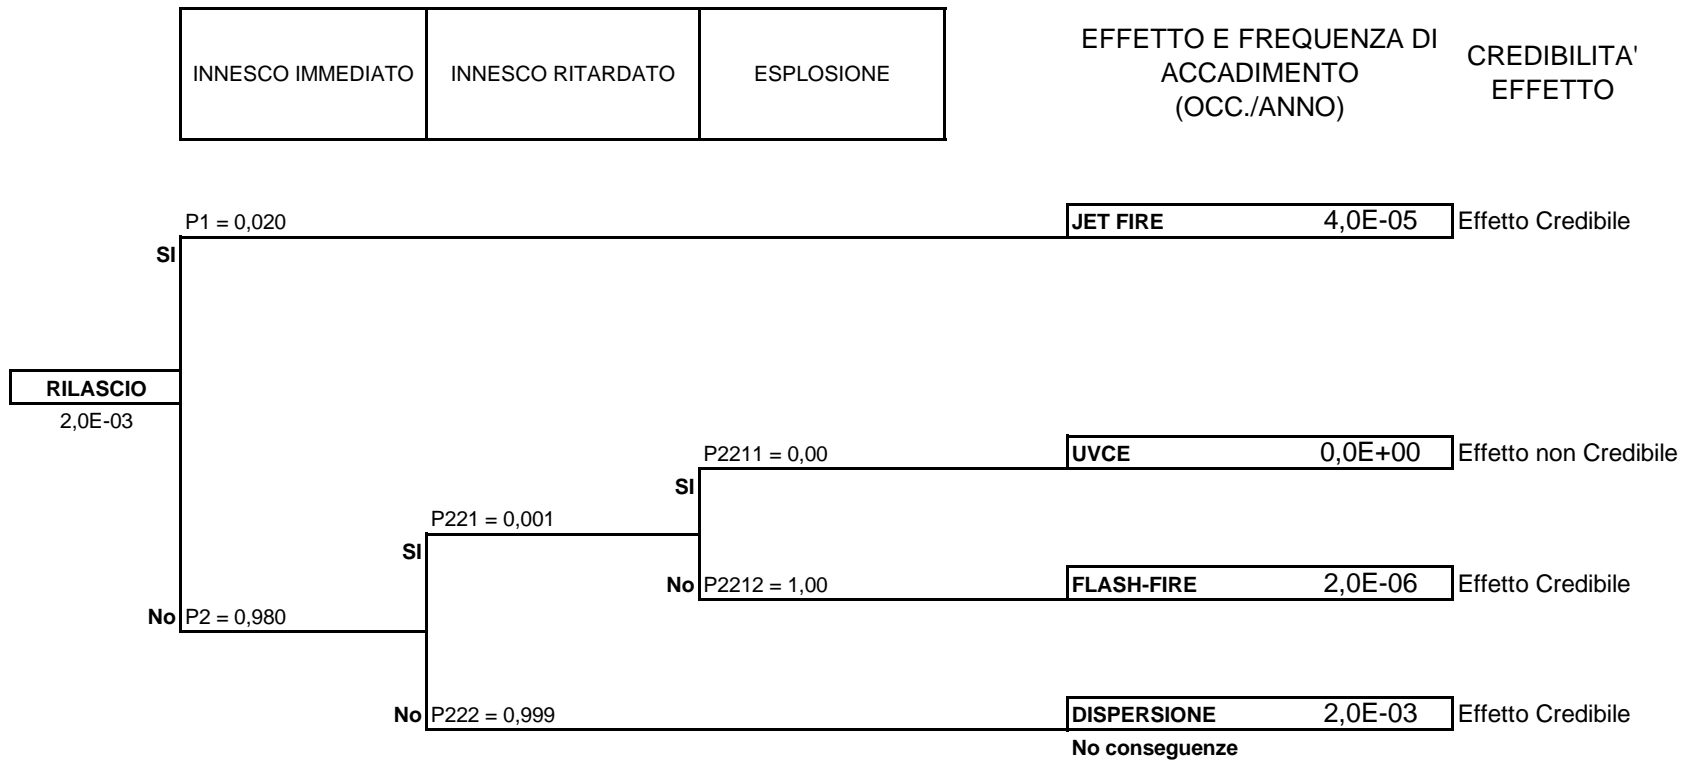 EFFETTO E FREQUENZA DI
ACCADIMENTO
(OCC./ANNO)
CREDIBILITA'
EFFETTO
INNESCO IMMEDIATO
INNESCO RITARDATO
ESPLOSIONE
P1 = 0,020
JET FIRE 4,0E-05 Effetto Credibile
SI
RILASCIO
2,0E-03
P2211 = 0,00
UVCE 0,0E+00 Effetto non Credibile
SI
P221 = 0,001
SI
No P2212 = 1,00
FLASH-FIRE 2,0E-06 Effetto Credibile
No P2 = 0,980
No P222 = 0,999
DISPERSIONE 2,0E-03 Effetto Credibile
No conseguenze